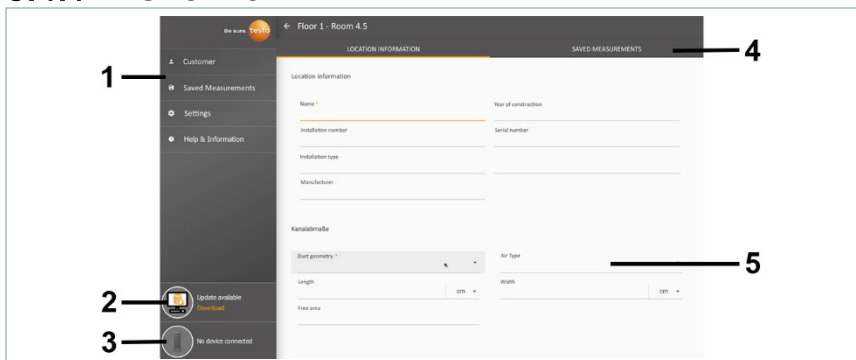 Be sure. testo
← Floor 1 - Room 4.5
LOCATION INFORMATION SAVED MEASUREMENTS
4
1
Customer
Saved Measurements
Settings
Help & Information
Location information
Name * Year of construction
Installation number Serial number
Installation type
Manufacturer
Kanalabmaße
Duct geometry * Air Type
5
Length cm Width cm
Free area
2
Update available
Download
3
No device connected